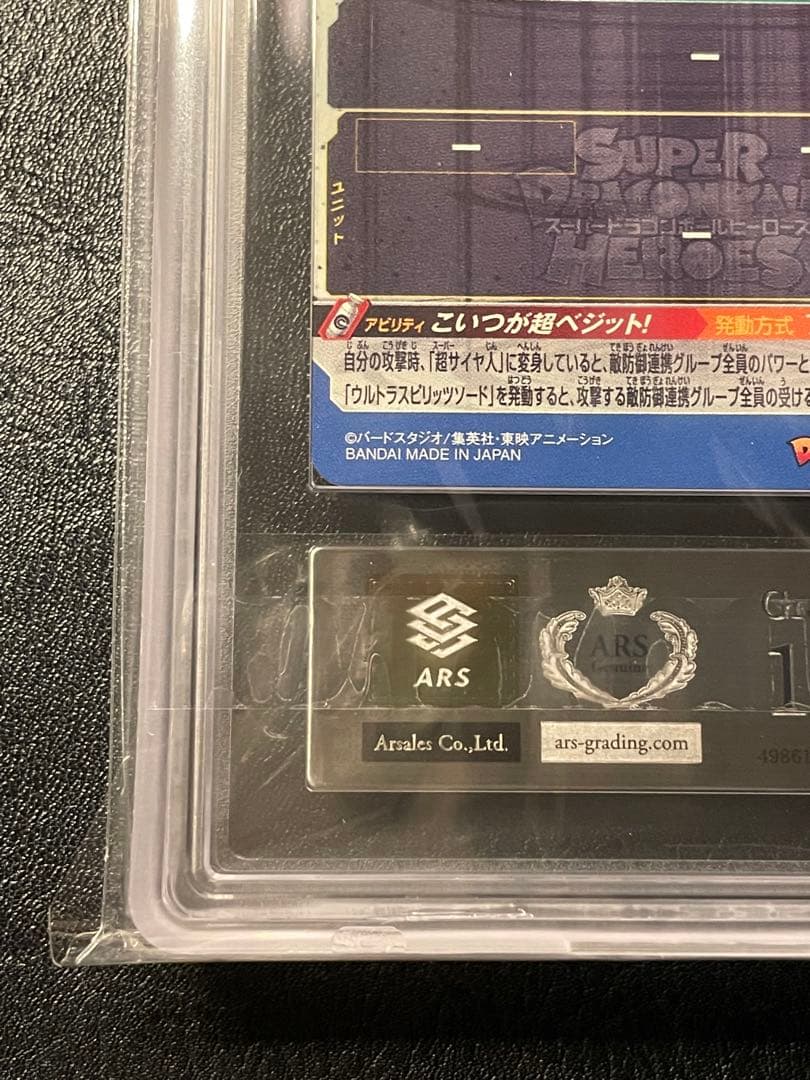 ユニット
SUPER
DRAGONBALL
スーパードラゴンボールヒーローズ
HEROES
アビリティ こいつが超ベジット! 発動方式
自分の攻撃時、「超サイヤ人」に変身していると、敵防御連携グループ全員のパワーと
「ウルトラスピリッツソード」を発動すると、攻撃する敵防御連携グループ全員の受ける
©バードスタジオ/集英社・東映アニメーション
BANDAI MADE IN JAPAN
ARS
ARS
Genuine
Arsales Co.,Ltd.
ars-grading.com
49861